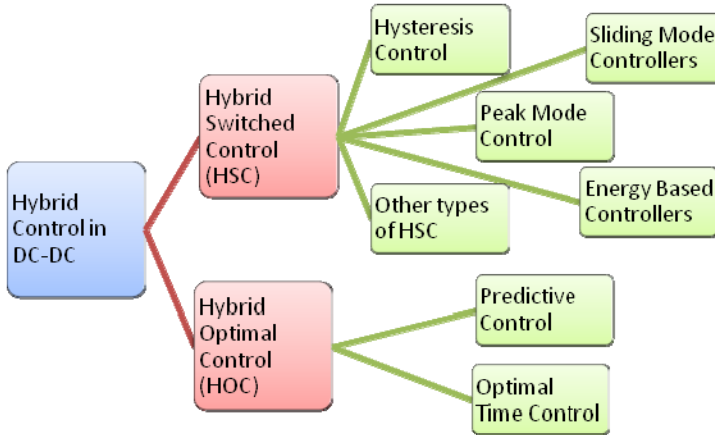 Hybrid
Control in
DC-DC
Hybrid
Switched
Control
(HSC)
Hysteresis
Control
Sliding Mode
Controllers
Peak Mode
Control
Energy Based
Controllers
Other types
of HSC
Hybrid
Optimal
Control
(HOC)
Predictive
Control
Optimal
Time Control